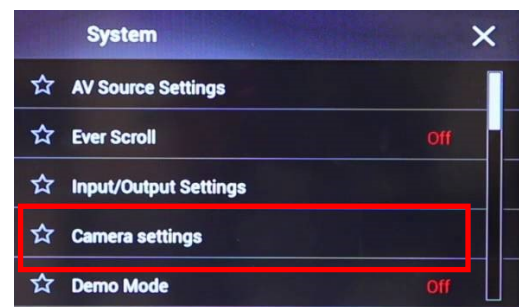 System
AV Source Settings
Ever Scroll Off
Input/Output Settings
Camera settings
Demo Mode Off